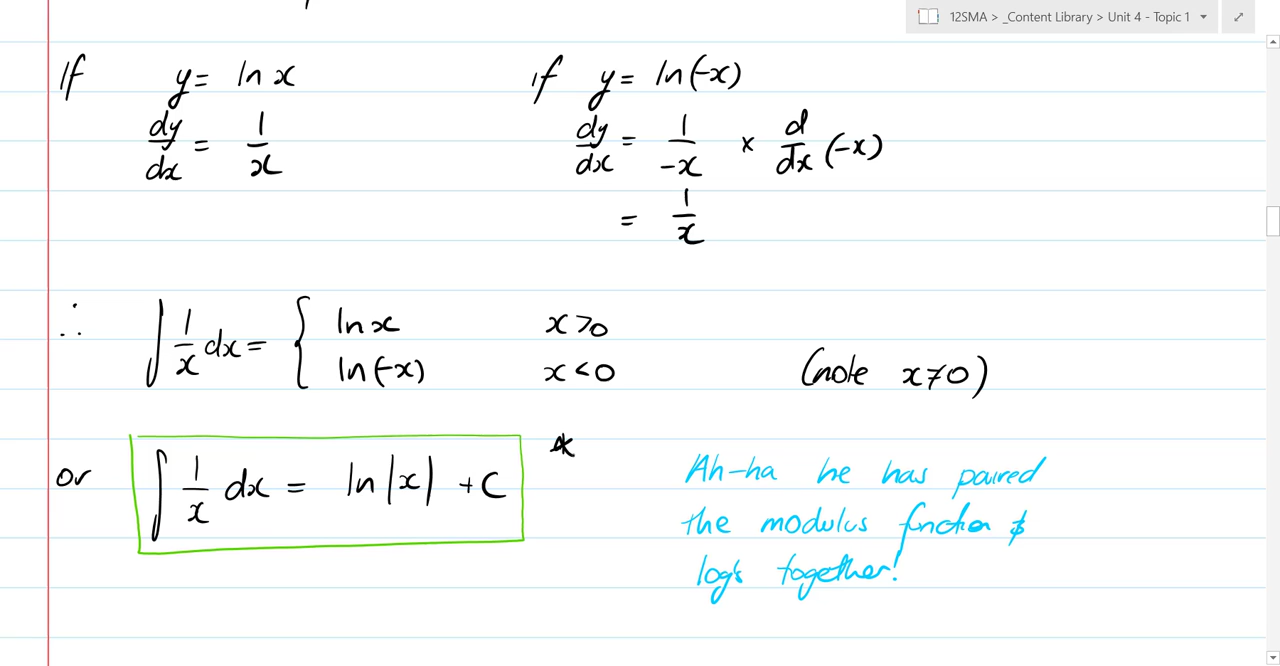 12SMA > _Content Library > Unit 4 - Topic 1
If y = ln x
dy/dx = 1/x
if y = ln(-x)
dy/dx = 1/-x × d/dx (-x)
= 1/x
∴ ∫ 1/x dx = { ln x x > 0
ln(-x) x < 0
(note x ≠ 0)
or ∫ 1/x dx = ln|x| + C *
Ah-ha he has paired
the modulus function &
log's together!